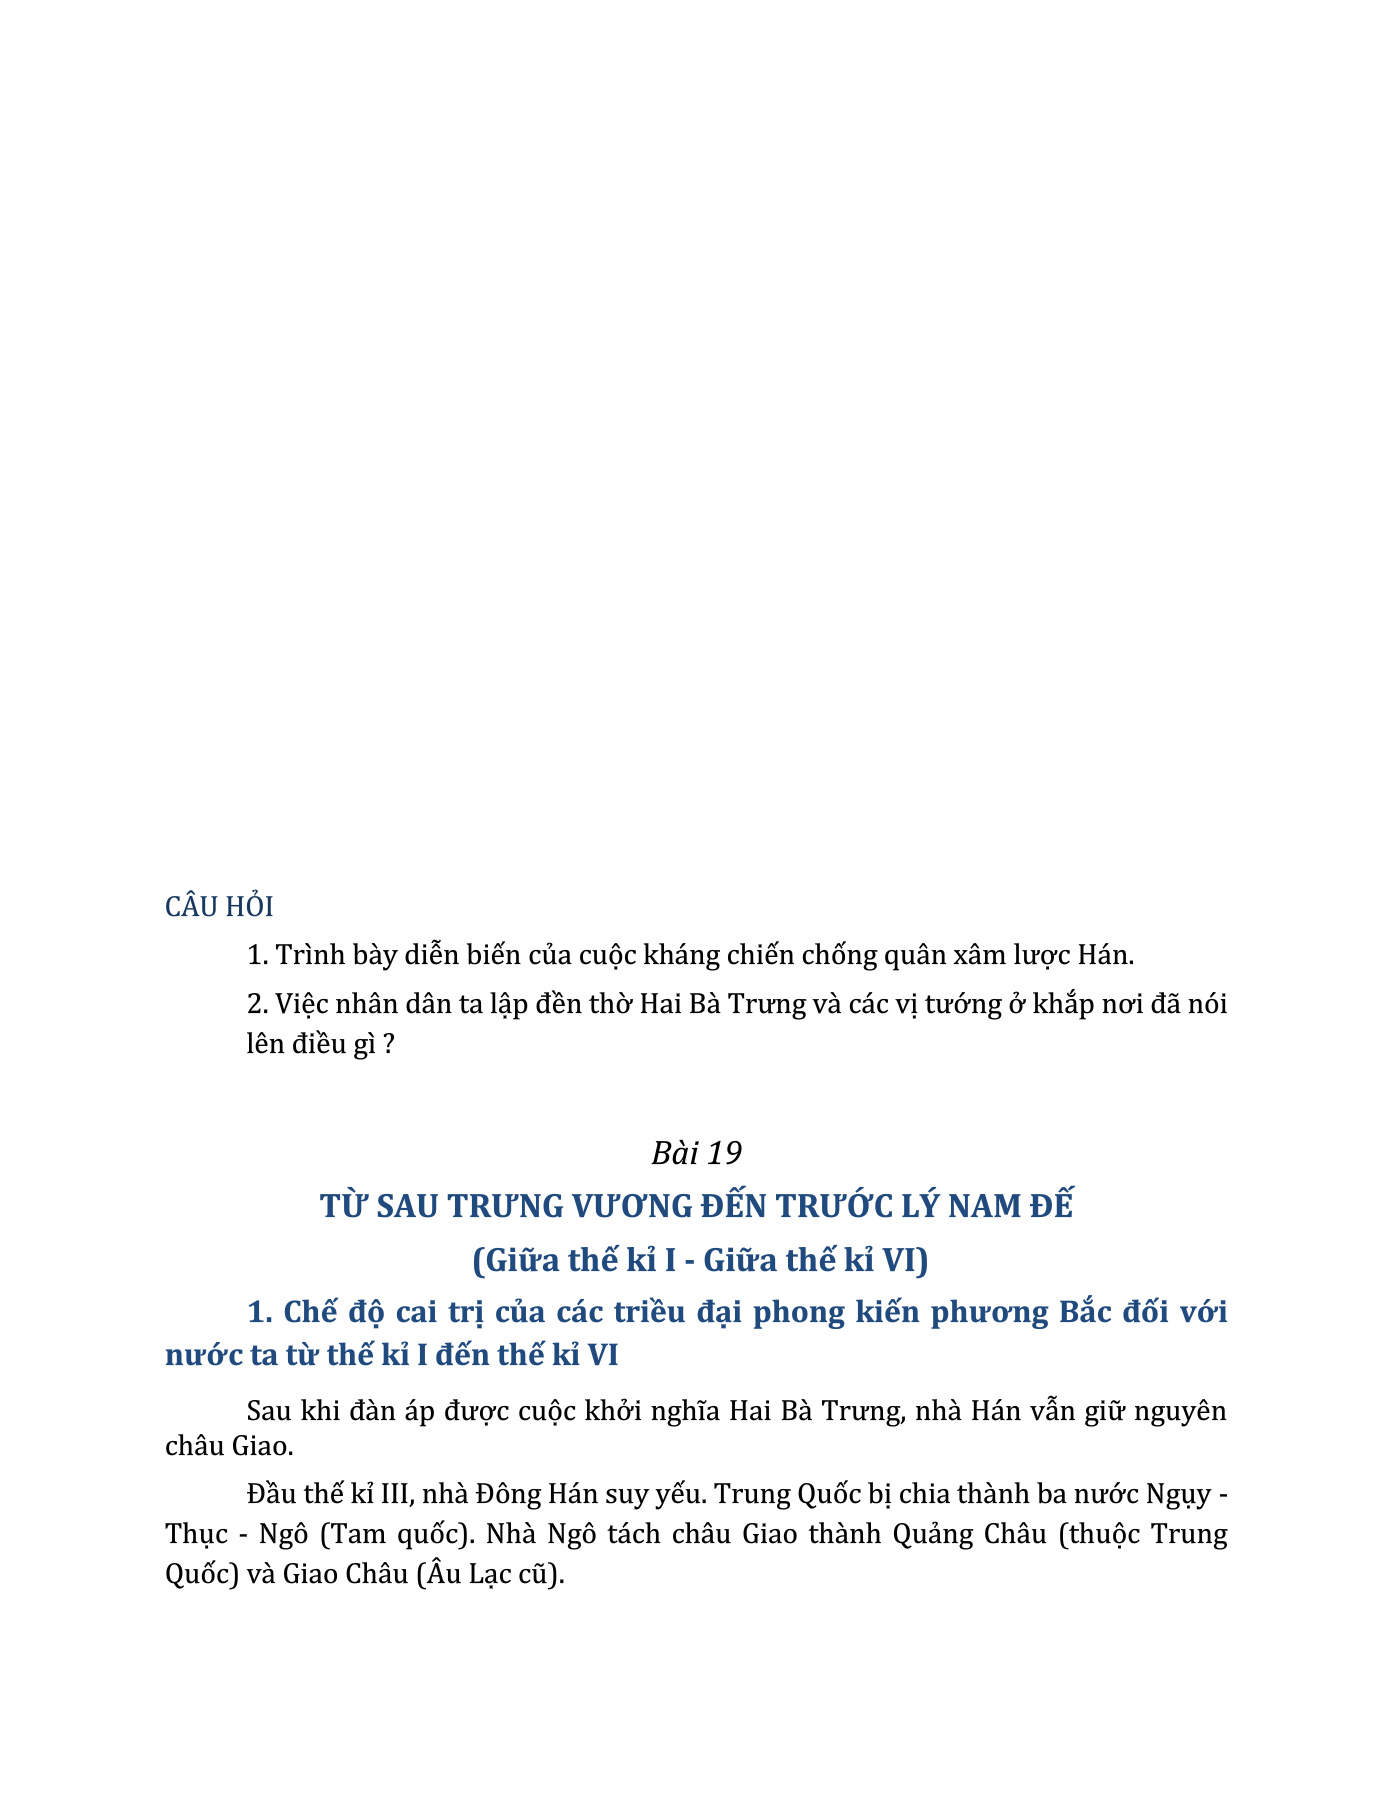 CÂU HỎI
1. Trình bày diễn biến của cuộc kháng chiến chống quân xâm lược Hán.
2. Việc nhân dân ta lập đền thờ Hai Bà Trưng và các vị tướng ở khắp nơi đã nói
lên điều gì ?
Bài 19
TỪ SAU TRƯNG VƯƠNG ĐẾN TRƯỚC LÝ NAM ĐẾ
(Giữa thế kỉ I - Giữa thế kỉ VI)
1. Chế độ cai trị của các triều đại phong kiến phương Bắc đối với
nước ta từ thế kỉ I đến thế kỉ VI
Sau khi đàn áp được cuộc khởi nghĩa Hai Bà Trưng, nhà Hán vẫn giữ nguyên
châu Giao.
Đầu thế kỉ III, nhà Đông Hán suy yếu. Trung Quốc bị chia thành ba nước Ngụy -
Thục - Ngô (Tam quốc). Nhà Ngô tách châu Giao thành Quảng Châu (thuộc Trung
Quốc) và Giao Châu (Âu Lạc cũ).